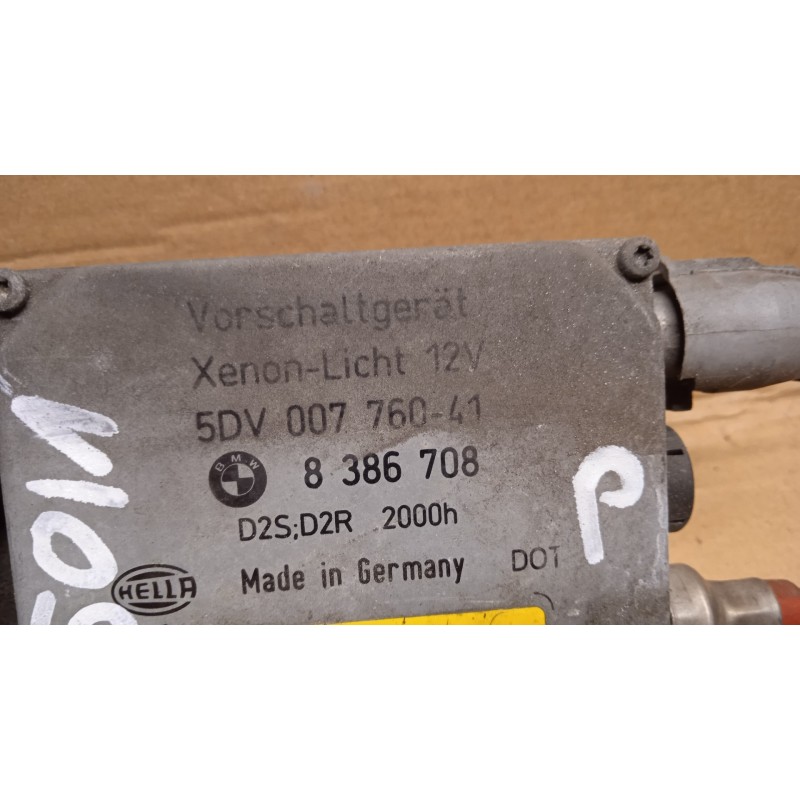 Vorschaltgerät
Xenon-Licht 12V
5DV 007 760-41
BMW 8 386 708
D2S;D2R 2000h
HELLA Made in Germany DOT
P